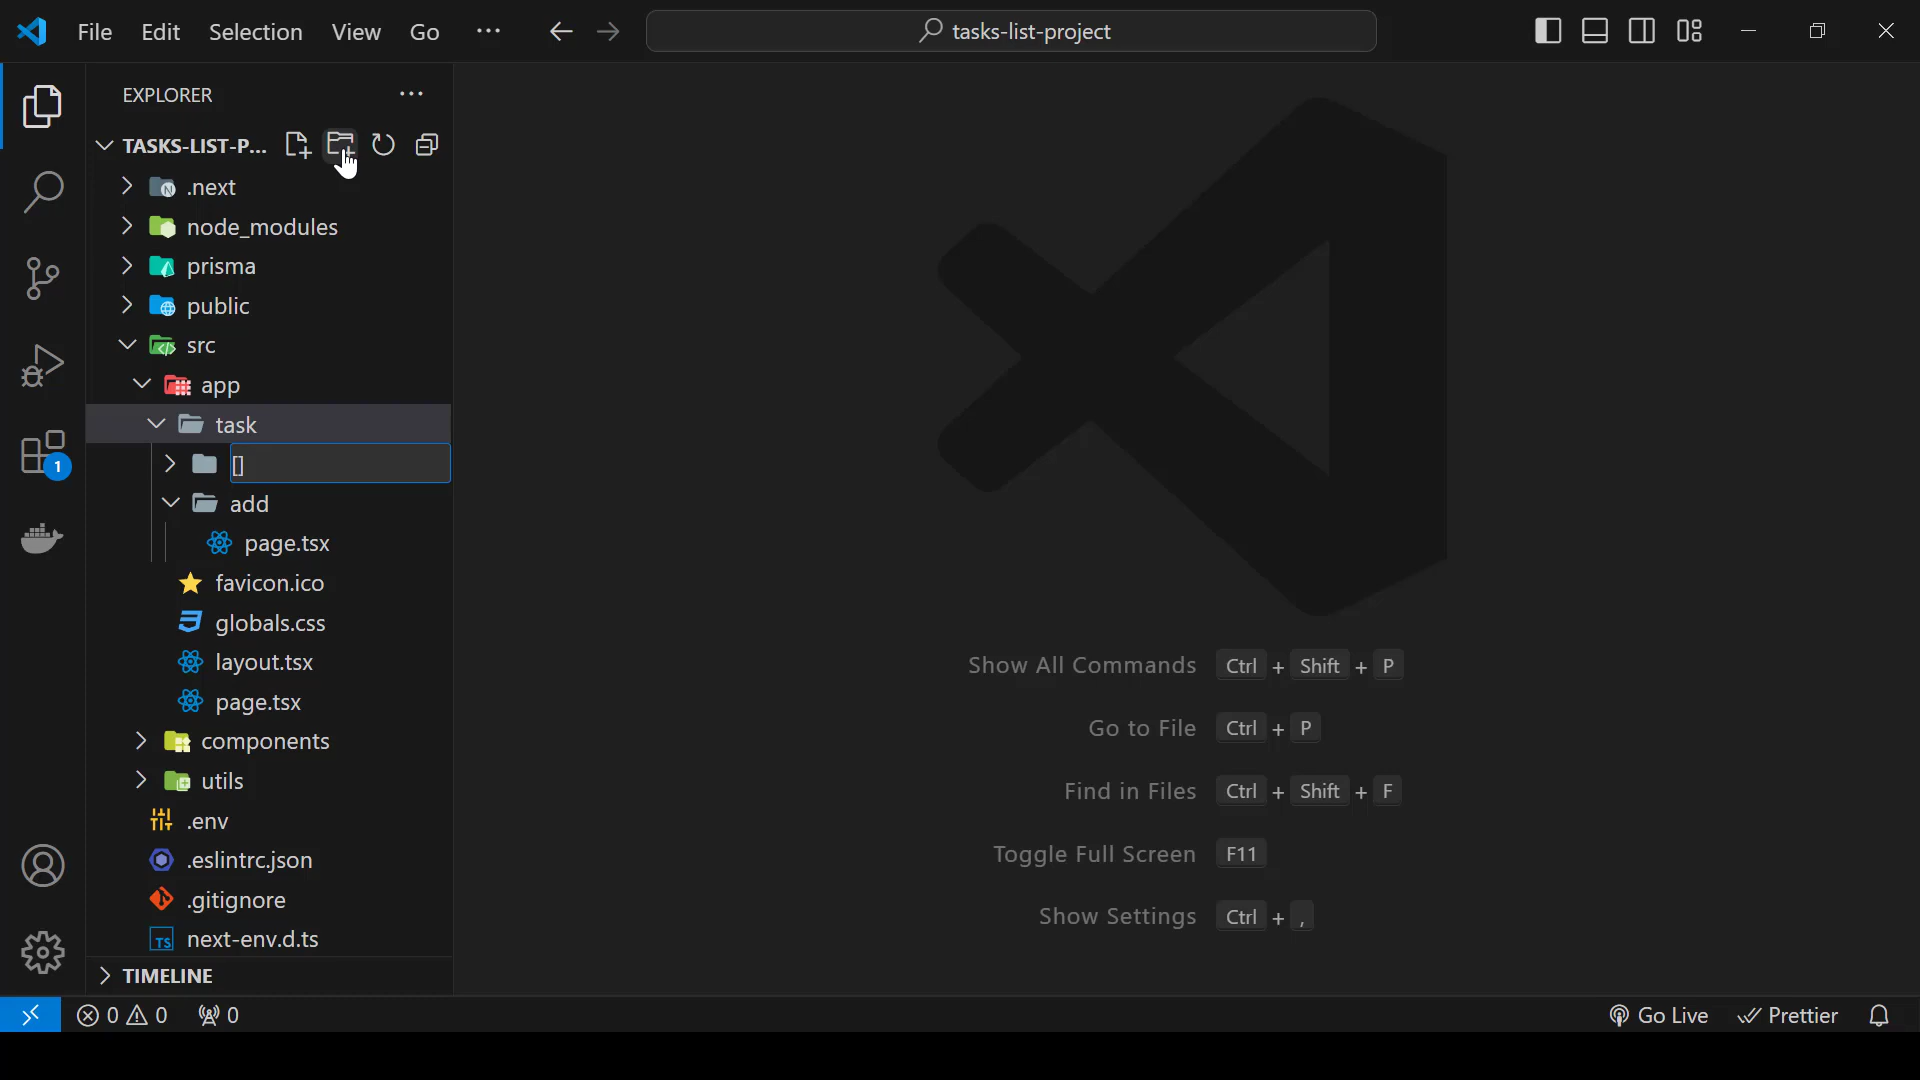 File Edit Selection View Go ··· tasks-list-project
EXPLORER ···
TASKS-LIST-P...
.next
node_modules
prisma
public
src
app
task
[]
add
page.tsx
favicon.ico
globals.css
layout.tsx
page.tsx
components
utils
.env
.eslintrc.json
.gitignore
TS next-env.d.ts
TIMELINE
1
Show All Commands Ctrl + Shift + P
Go to File Ctrl + P
Find in Files Ctrl + Shift + F
Toggle Full Screen F11
Show Settings Ctrl + ,
0 0 0 Go Live Prettier